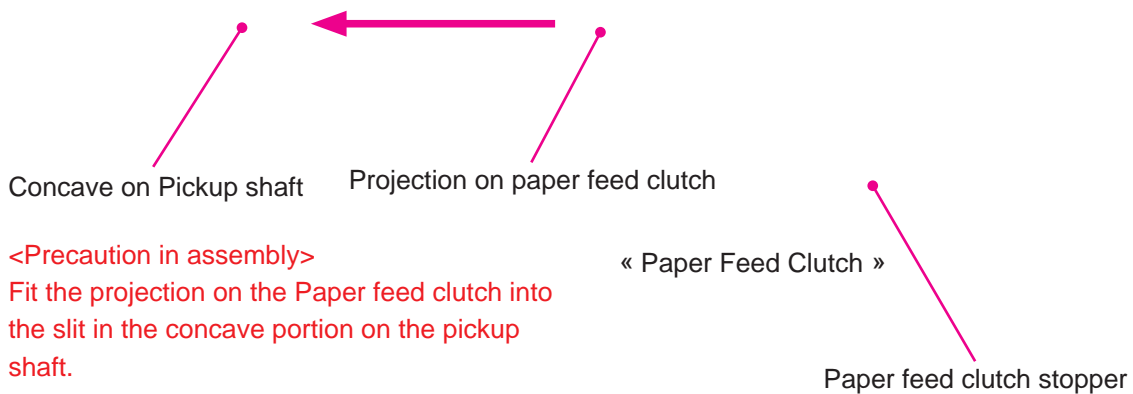 Concave on Pickup shaft
Projection on paper feed clutch
<Precaution in assembly>
Fit the projection on the Paper feed clutch into
the slit in the concave portion on the pickup
shaft.
« Paper Feed Clutch »
Paper feed clutch stopper